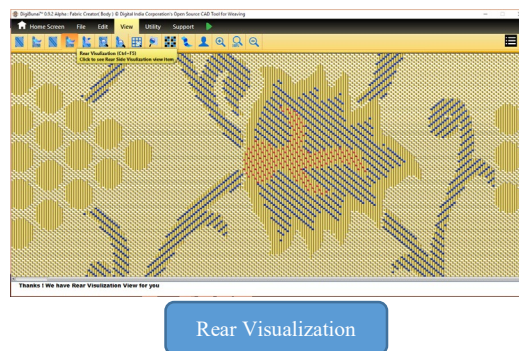 DigiBunai™ 0.9.2 Alpha: Fabric Created| Body | © Digital India Corporation's Open Source CAD Tool for Weaving
Home Screen File Edit View Utility Support
Rear Visulization (Ctrl+F5)
Click to see Rear Side Visulization view item
Thanks ! We have Rear Visulization View for you
Rear Visualization